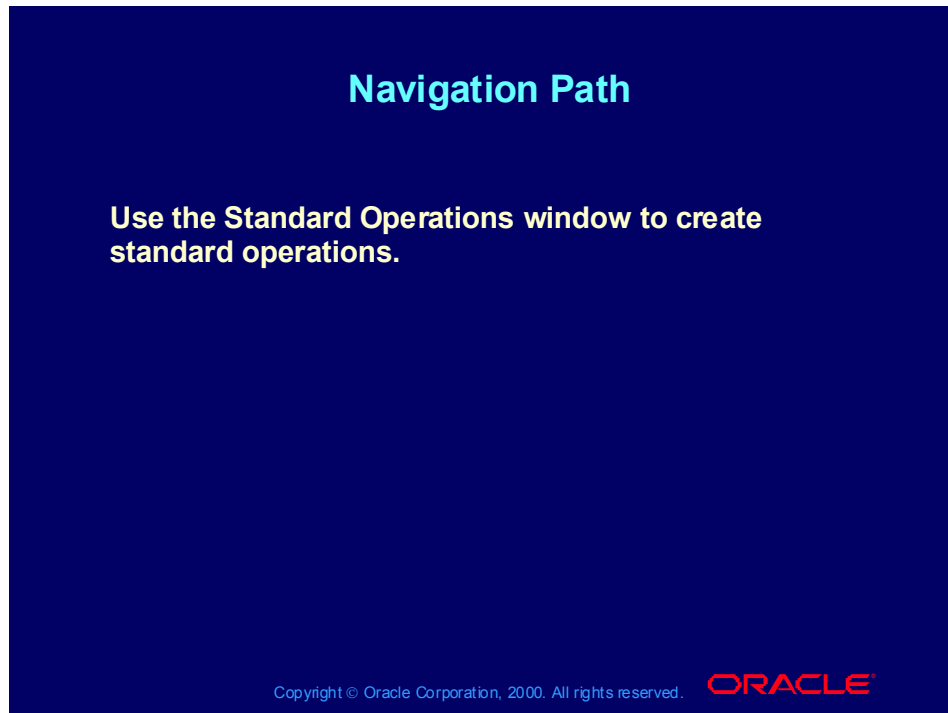 Navigation Path
Use the Standard Operations window to create
standard operations.
Copyright © Oracle Corporation, 2000. All rights reserved.
ORACLE®